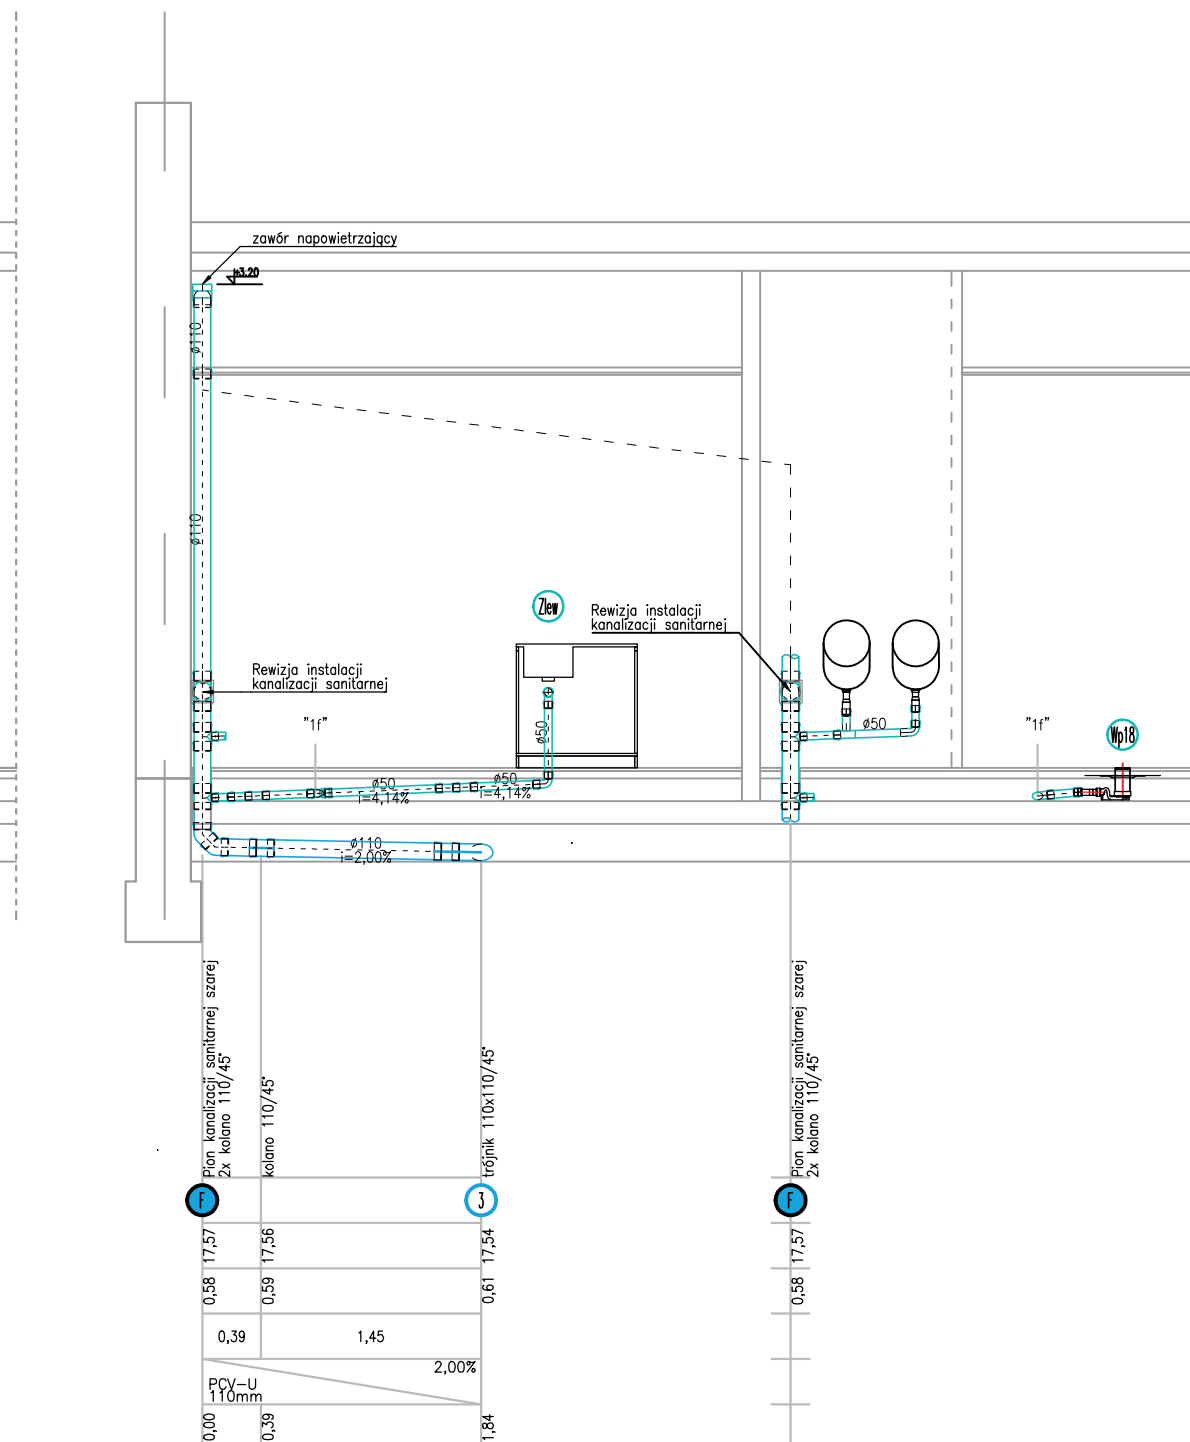 zawór napowietrzający
+3.20
ø110
ø110
Zlew
Rewizja instalacji
kanalizacji sanitarnej
Rewizja instalacji
kanalizacji sanitarnej
"1f"
ø50
ø50
"1f"
Wp18
ø50
i=4,14%
ø50
i=4,14%
ø110
i=2,00%
Pion kanalizacji sanitarnej szarej
2x kolano 110/45°
kolano 110/45°
trójnik 110x110/45°
Pion kanalizacji sanitarnej szarej
2x kolano 110/45°
F
3
F
17,57
17,56
17,54
17,57
0,58
0,59
0,61
0,58
0,39
1,45
2,00%
PCV-U
110mm
0,00
0,39
1,84